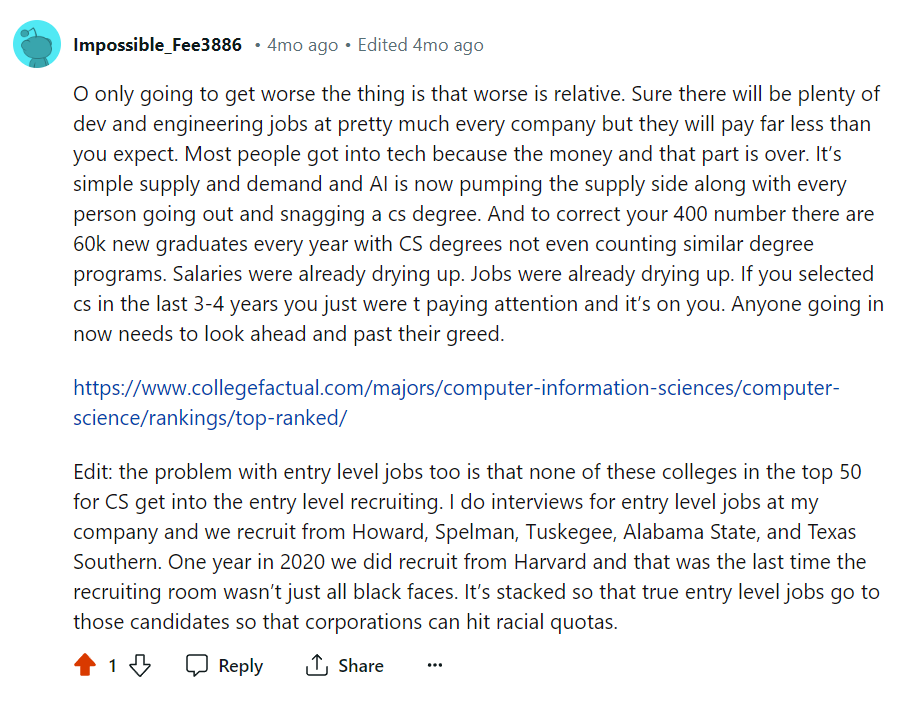 Impossible_Fee3886 • 4mo ago • Edited 4mo ago
O only going to get worse the thing is that worse is relative. Sure there will be plenty of
dev and engineering jobs at pretty much every company but they will pay far less than
you expect. Most people got into tech because the money and that part is over. It’s
simple supply and demand and AI is now pumping the supply side along with every
person going out and snagging a cs degree. And to correct your 400 number there are
60k new graduates every year with CS degrees not even counting similar degree
programs. Salaries were already drying up. Jobs were already drying up. If you selected
cs in the last 3-4 years you just were t paying attention and it’s on you. Anyone going in
now needs to look ahead and past their greed.
https://www.collegefactual.com/majors/computer-information-sciences/computer-
science/rankings/top-ranked/
Edit: the problem with entry level jobs too is that none of these colleges in the top 50
for CS get into the entry level recruiting. I do interviews for entry level jobs at my
company and we recruit from Howard, Spelman, Tuskegee, Alabama State, and Texas
Southern. One year in 2020 we did recruit from Harvard and that was the last time the
recruiting room wasn’t just all black faces. It’s stacked so that true entry level jobs go to
those candidates so that corporations can hit racial quotas.
1 Reply Share ···